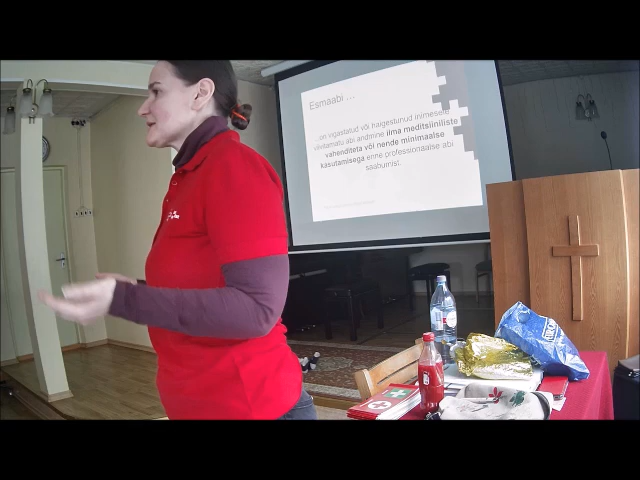 Esmaabi ...
...on vigastatud või haigestunud inimesele
viivitamatu abi andmine ilma meditsiiniliste
vahenditeta või nende minimaalse
kasutamisega enne professionaalse abi
saabumist.